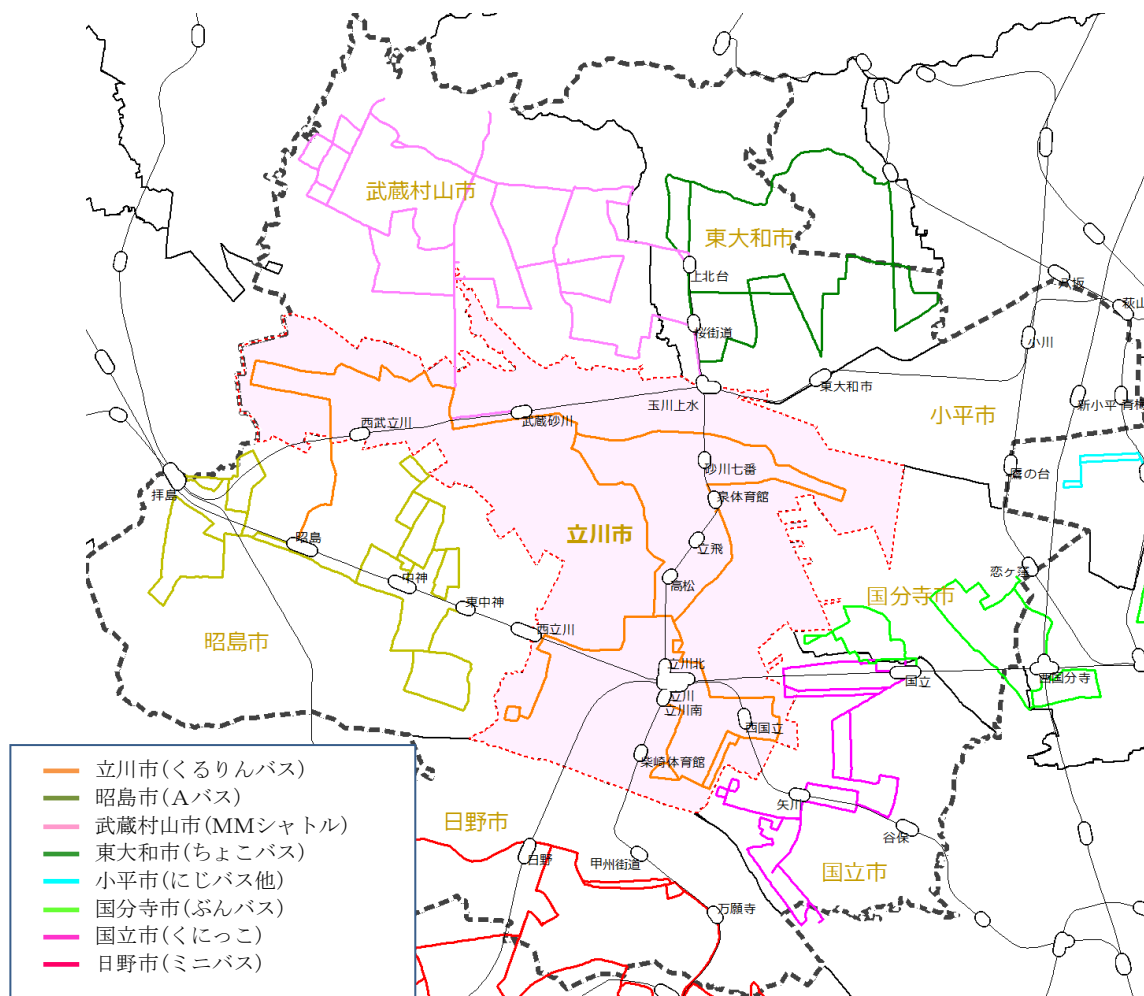 武蔵村山市
東大和市
上北台
桜街道
八坂
萩山
小川
東大和市
玉川上水
新小平
青梅
小平市
西武立川
武蔵砂川
砂川七番
鷹の台
拝島
泉体育館
立川市
昭島
立飛
中神
高松
恋ヶ窪
国分寺市
東中神
西立川
昭島市
立川北
国立
西国分寺
立川
立川南
西国立
柴崎体育館
矢川
日野市
谷保
日野
甲州街道
国立市
万願寺
立川市(くるりんバス)
昭島市(Aバス)
武蔵村山市(MMシャトル)
東大和市(ちょこバス)
小平市(にじバス他)
国分寺市(ぶんバス)
国立市(くにっこ)
日野市(ミニバス)